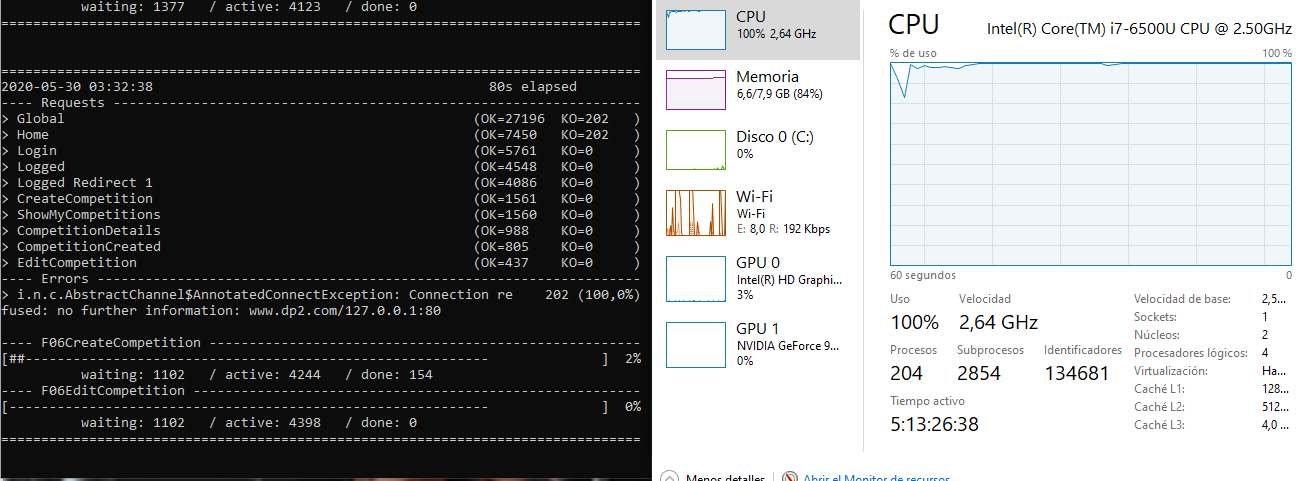 waiting: 1377 / active: 4123 / done: 0
================================================================================
================================================================================
2020-05-30 03:32:38 80s elapsed
---- Requests ------------------------------------------------------------------
> Global (OK=27196 KO=202 )
> Home (OK=7450 KO=202 )
> Login (OK=5761 KO=0 )
> Logged (OK=4548 KO=0 )
> Logged Redirect 1 (OK=4086 KO=0 )
> CreateCompetition (OK=1561 KO=0 )
> ShowMyCompetitions (OK=1560 KO=0 )
> CompetitionDetails (OK=988 KO=0 )
> CompetitionCreated (OK=805 KO=0 )
> EditCompetition (OK=437 KO=0 )
---- Errors --------------------------------------------------------------------
> i.n.c.AbstractChannel$AnnotatedConnectException: Connection re 202 (100,0%)
fused: no further information: www.dp2.com/127.0.0.1:80
---- F06CreateCompetition ------------------------------------------------------
[##---------------------------------------------------------- ] 2%
waiting: 1102 / active: 4244 / done: 154
---- F06EditCompetition --------------------------------------------------------
[------------------------------------------------------------ ] 0%
waiting: 1102 / active: 4398 / done: 0
================================================================================
CPU
100% 2,64 GHz
Memoria
6,6/7,9 GB (84%)
Disco 0 (C:)
0%
Wi-Fi
Wi-Fi
E: 8,0 R: 192 Kbps
GPU 0
Intel(R) HD Graphi...
3%
GPU 1
NVIDIA GeForce 9...
0%
Menos detalles
Abrir el Monitor de recursos
CPU Intel(R) Core(TM) i7-6500U CPU @ 2.50GHz
% de uso 100 %
60 segundos 0
Uso Velocidad
100% 2,64 GHz
Procesos Subprocesos Identificadores
204 2854 134681
Tiempo activo
5:13:26:38
Velocidad de base: 2,5...
Sockets: 1
Núcleos: 2
Procesadores lógicos: 4
Virtualización: Ha...
Caché L1: 128...
Caché L2: 512...
Caché L3: 4,0 ...